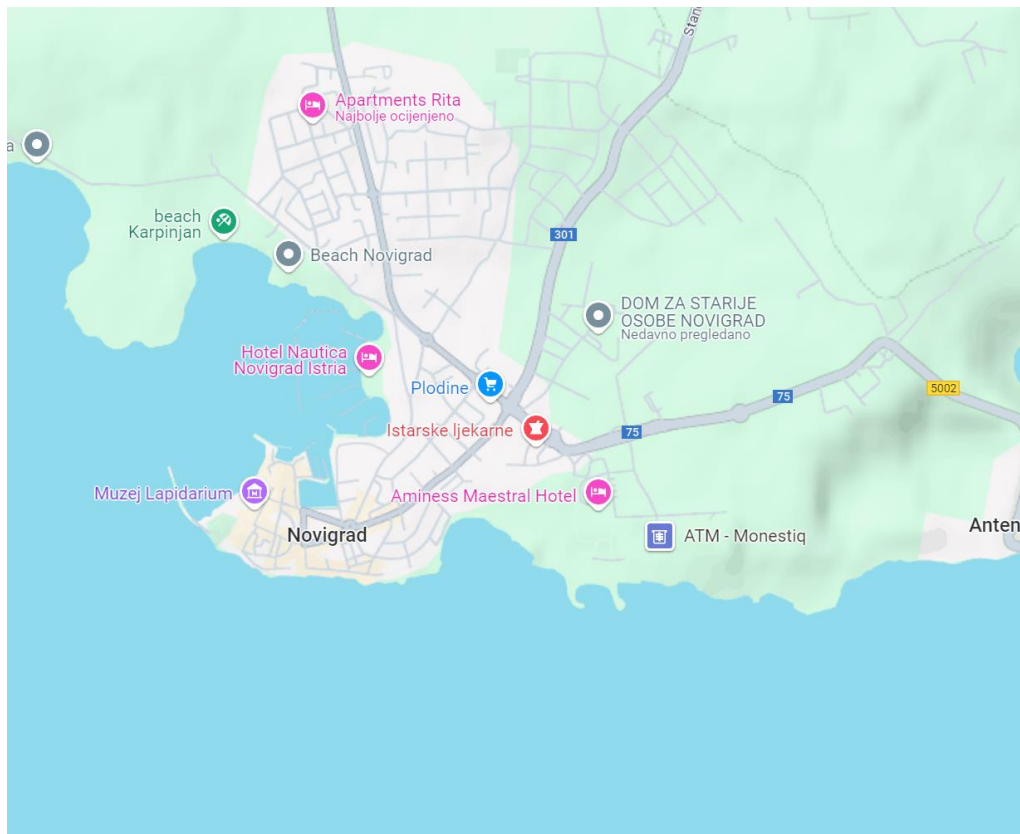 Apartments Rita
Najbolje ocijenjeno
a
beach
Karpinjan
301
Beach Novigrad
DOM ZA STARIJE
OSOBE NOVIGRAD
Nedavno pregledano
Hotel Nautica
Novigrad Istria
Plodine
5002
75
Istarske ljekarne
75
Muzej Lapidarium
Aminess Maestral Hotel
Novigrad
ATM - Monestiq
Anten